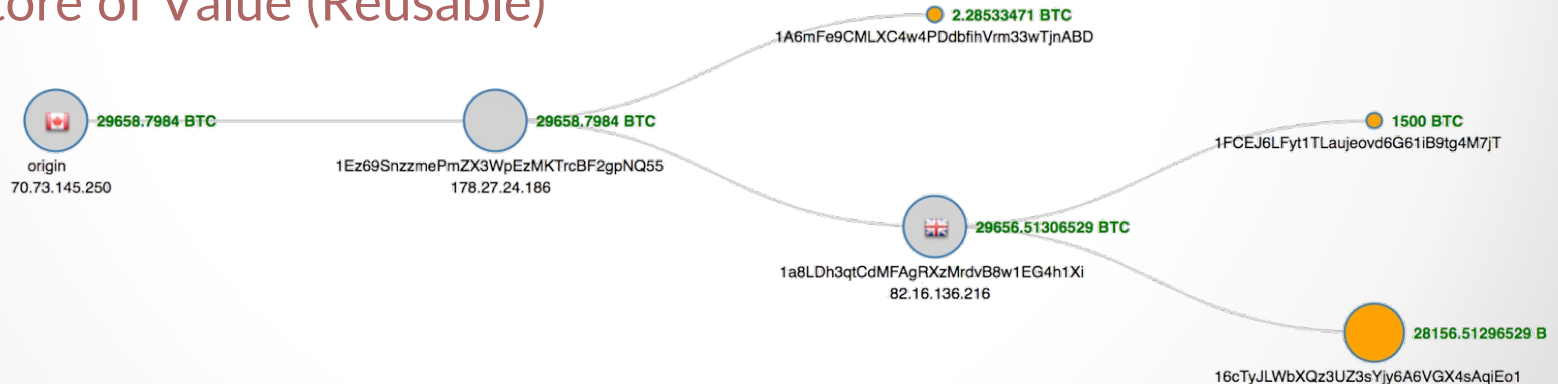 ore of Value (Reusable)
2.28533471 BTC
1A6mFe9CMLXC4w4PDdbfihVrm33wTjnABD
29658.7984 BTC
29658.7984 BTC
1500 BTC
1FCEJ6LFyt1TLaujeovd6G61iB9tg4M7jT
origin
70.73.145.250
1Ez69SnzzmePmZX3WpEzMKTrcBF2gpNQ55
178.27.24.186
29656.51306529 BTC
1a8LDh3qtCdMFAgRXzMrdvB8w1EG4h1Xi
82.16.136.216
28156.51296529 B
16cTyJLWbXQz3UZ3sYjy6A6VGX4sAqiEo1